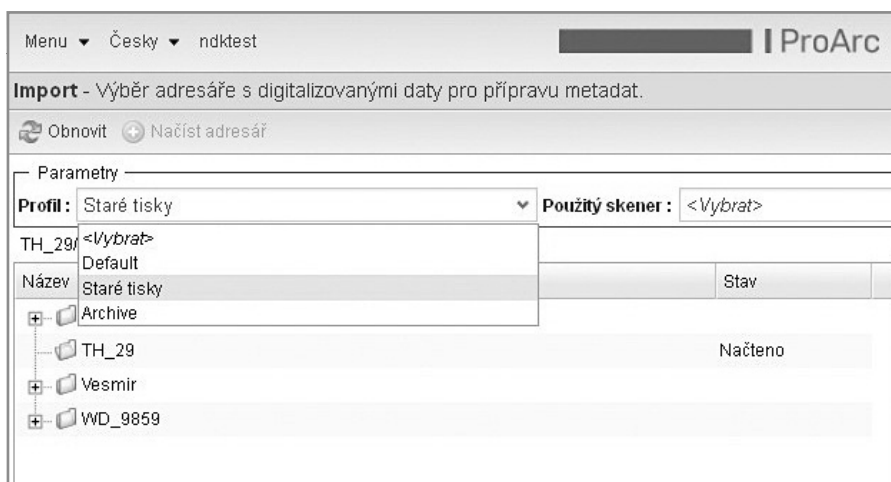 Menu Česky ndktest ProArc
Import - Výběr adresáře s digitalizovanými daty pro přípravu metadat.
Obnovit Načíst adresář
Parametry
Profil : Staré tisky Použitý skener : <Vybrat>
TH_29/
<Vybrat>
Default
Název Stav
Staré tisky
Archive
TH_29 Načteno
Vesmir
WD_9859